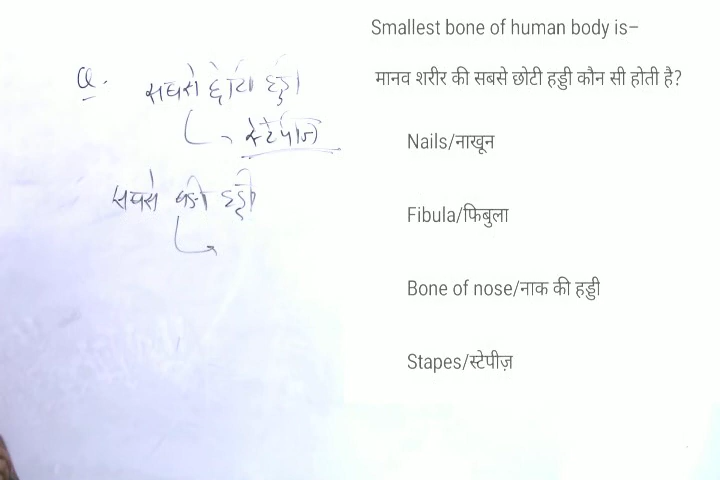 Smallest bone of human body is–
मानव शरीर की सबसे छोटी हड्डी कौन सी होती है?
Nails/नाखून
Fibula/फिबुला
Bone of nose/नाक की हड्डी
Stapes/स्टेपीज़
Q. सबसे छोटी हड्डी
स्टेपीज
सबसे बड़ी हड्डी